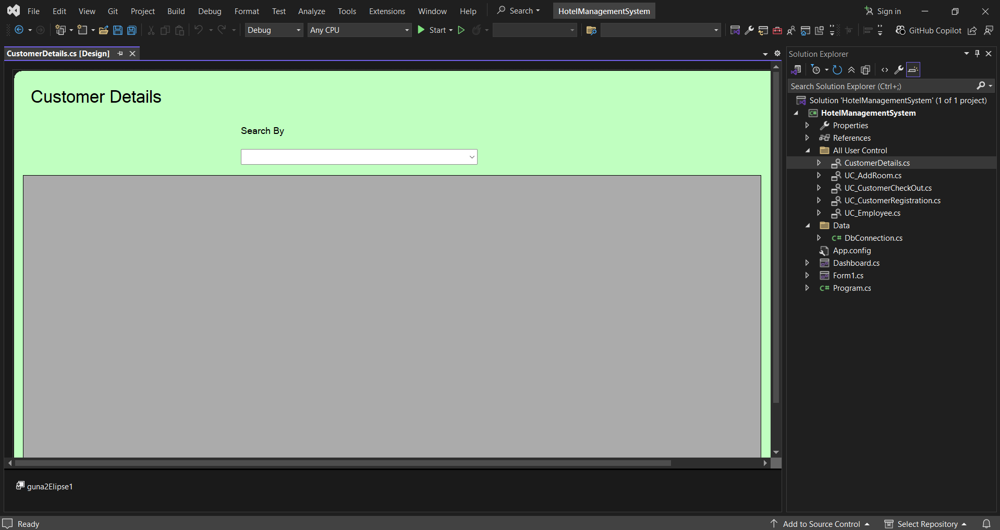 File Edit View Git Project Build Debug Format Test Analyze Tools Extensions Window Help Search HotelManagementSystem Sign in
Debug Any CPU Start GitHub Copilot
CustomerDetails.cs [Design]
Customer Details
Search By
guna2Elipse1
Solution Explorer
Search Solution Explorer (Ctrl+;)
Solution 'HotelManagementSystem' (1 of 1 project)
C# HotelManagementSystem
Properties
References
All User Control
CustomerDetails.cs
UC_AddRoom.cs
UC_CustomerCheckOut.cs
UC_CustomerRegistration.cs
UC_Employee.cs
Data
C# DbConnection.cs
App.config
Dashboard.cs
Form1.cs
C# Program.cs
Ready Add to Source Control Select Repository